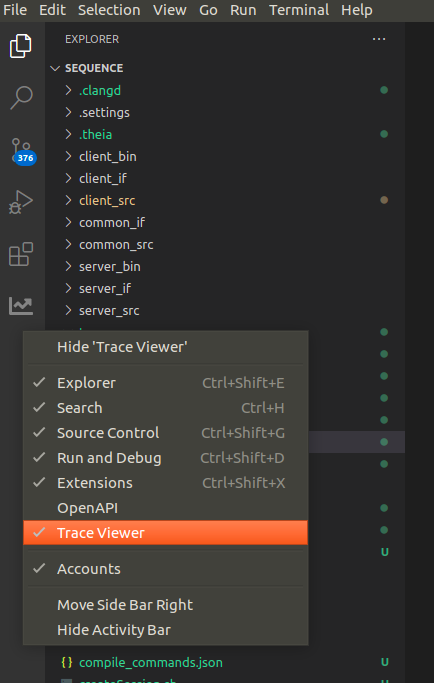 File Edit Selection View Go Run Terminal Help
EXPLORER ...
SEQUENCE
.clangd
.settings
.theia
client_bin
client_if
client_src
common_if
common_src
server_bin
server_if
server_src
376
Hide 'Trace Viewer'
Explorer Ctrl+Shift+E
Search Ctrl+H
Source Control Ctrl+Shift+G
Run and Debug Ctrl+Shift+D
Extensions Ctrl+Shift+X
OpenAPI
Trace Viewer
U
Accounts
Move Side Bar Right
Hide Activity Bar
{} compile_commands.json U
U